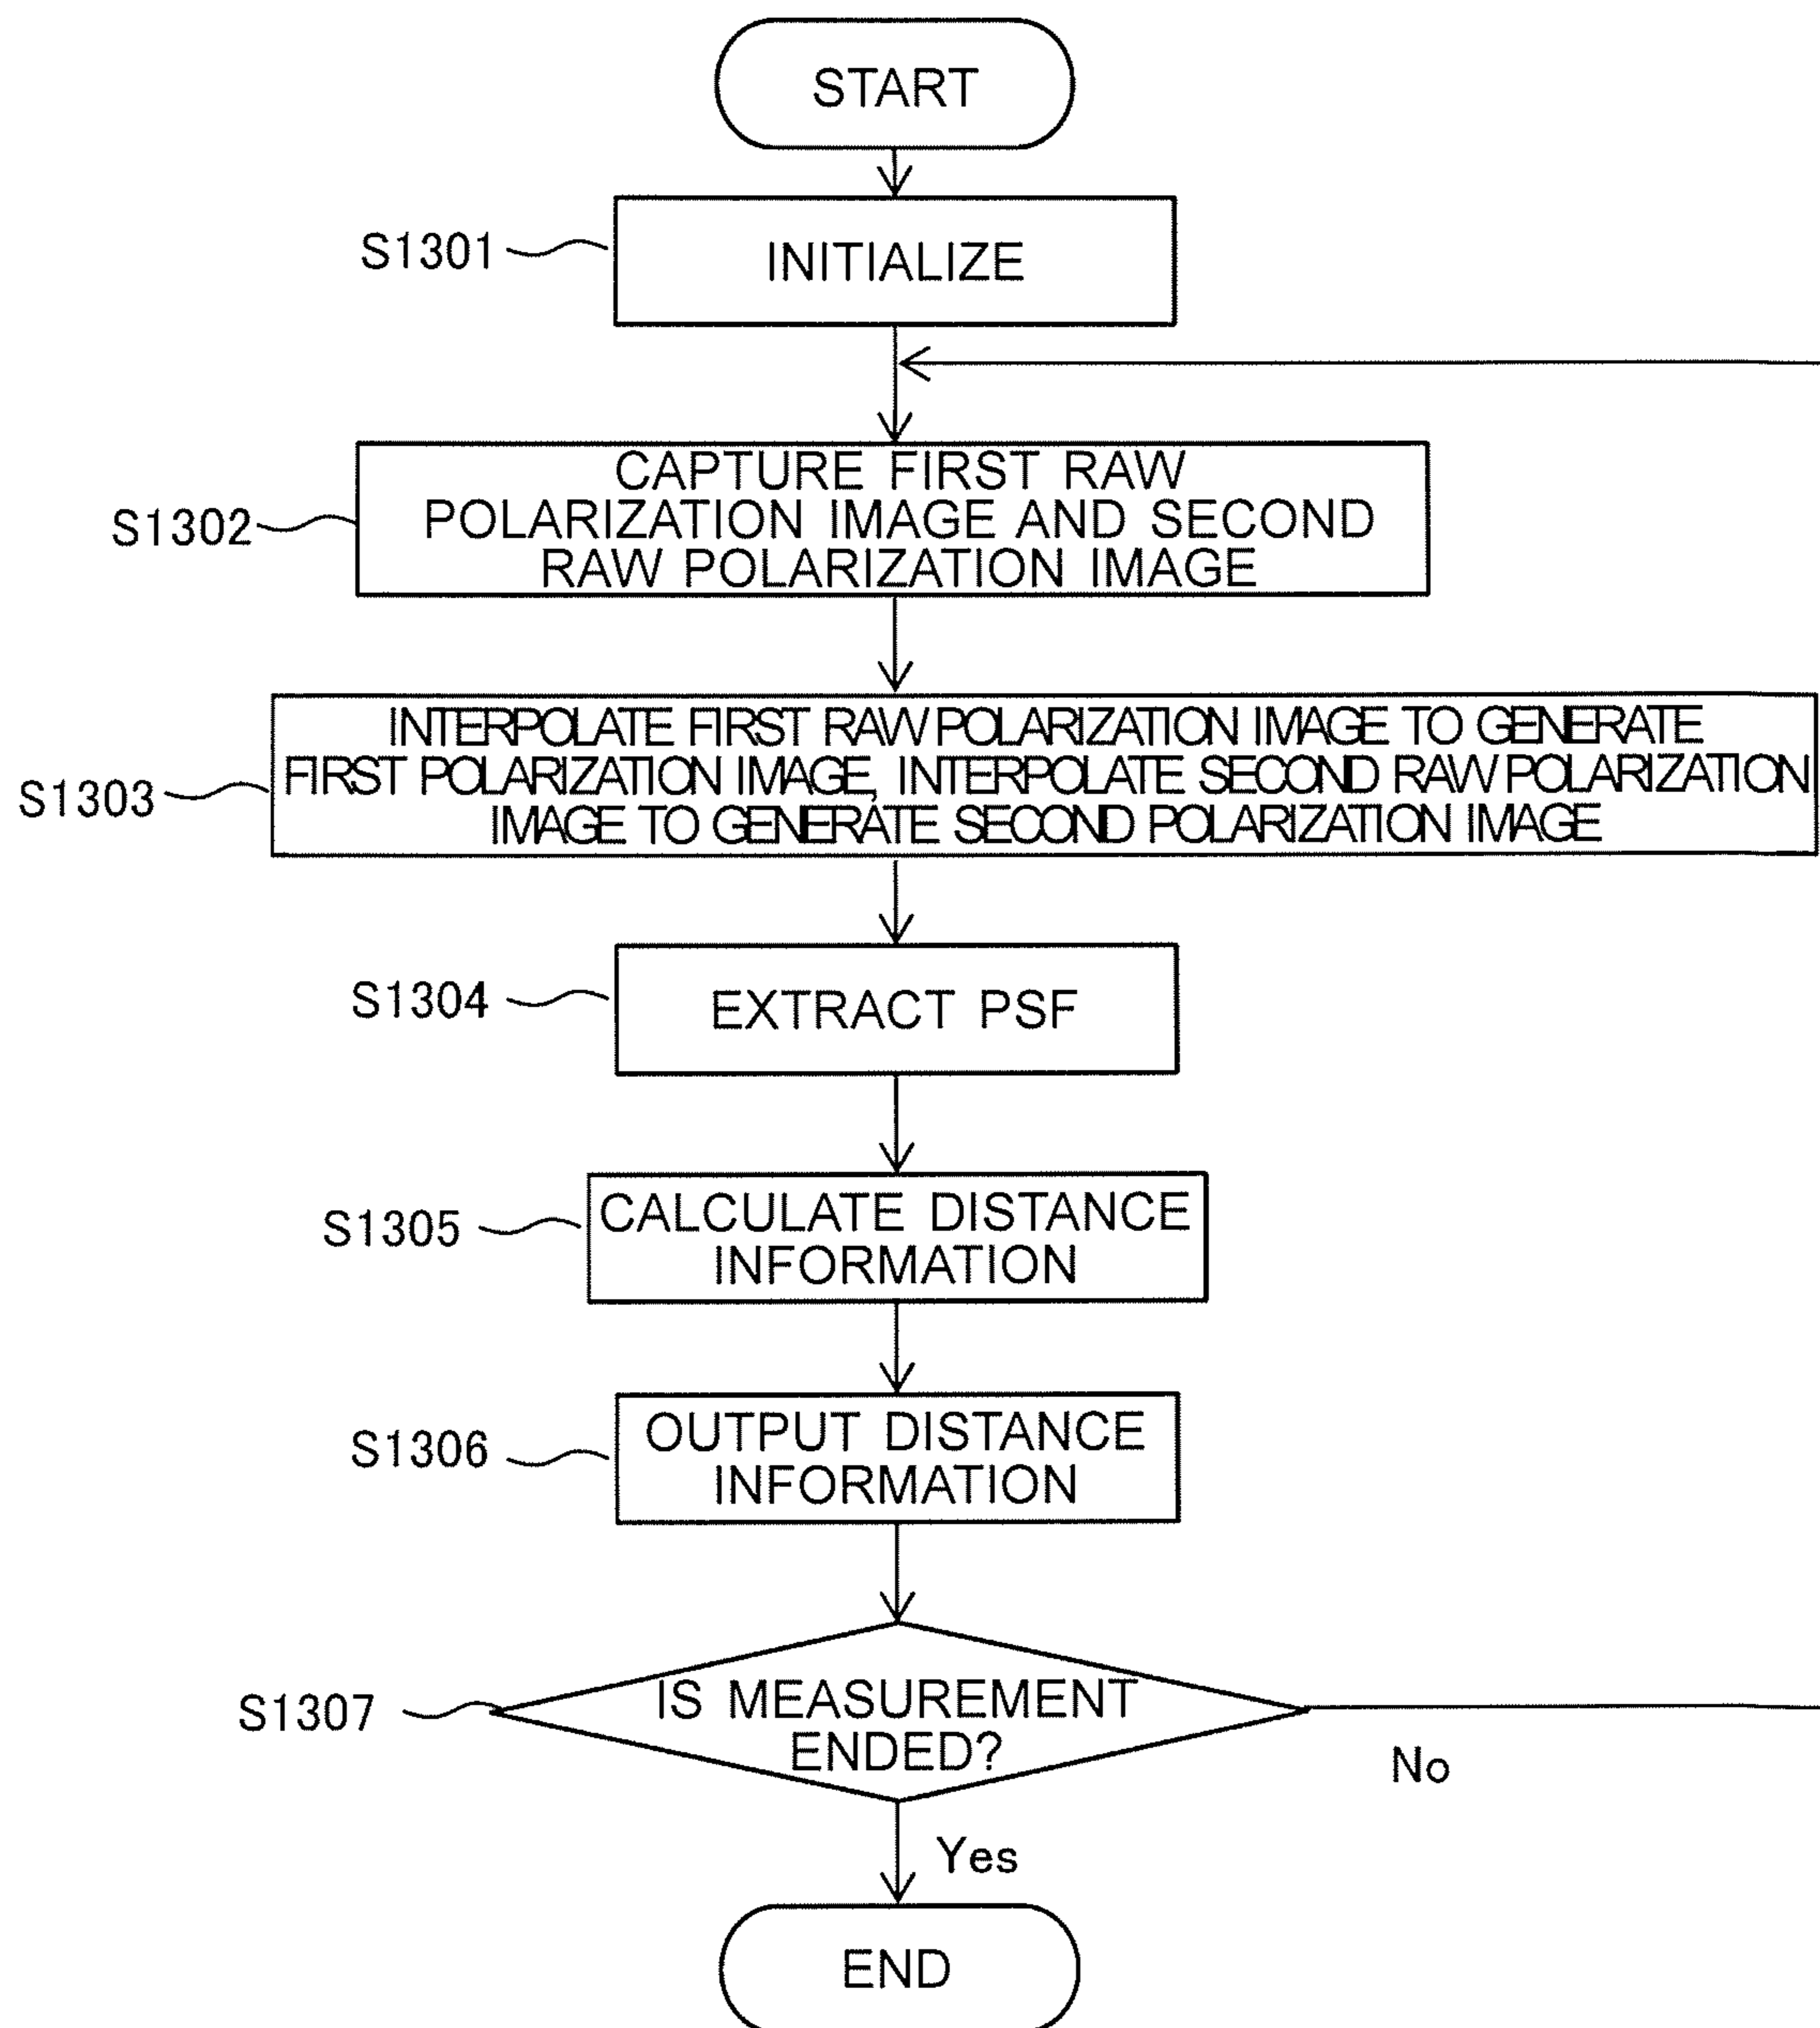 START
S1301
INITIALIZE
S1302
CAPTURE FIRST RAW
POLARIZATION IMAGE AND SECOND
RAW POLARIZATION IMAGE
S1303
INTERPOLATE FIRST RAW POLARIZATION IMAGE TO GENERATE
FIRST POLARIZATION IMAGE, INTERPOLATE SECOND RAW POLARIZATION
IMAGE TO GENERATE SECOND POLARIZATION IMAGE
S1304
EXTRACT PSF
S1305
CALCULATE DISTANCE
INFORMATION
S1306
OUTPUT DISTANCE
INFORMATION
S1307
IS MEASUREMENT
ENDED?
No
Yes
END